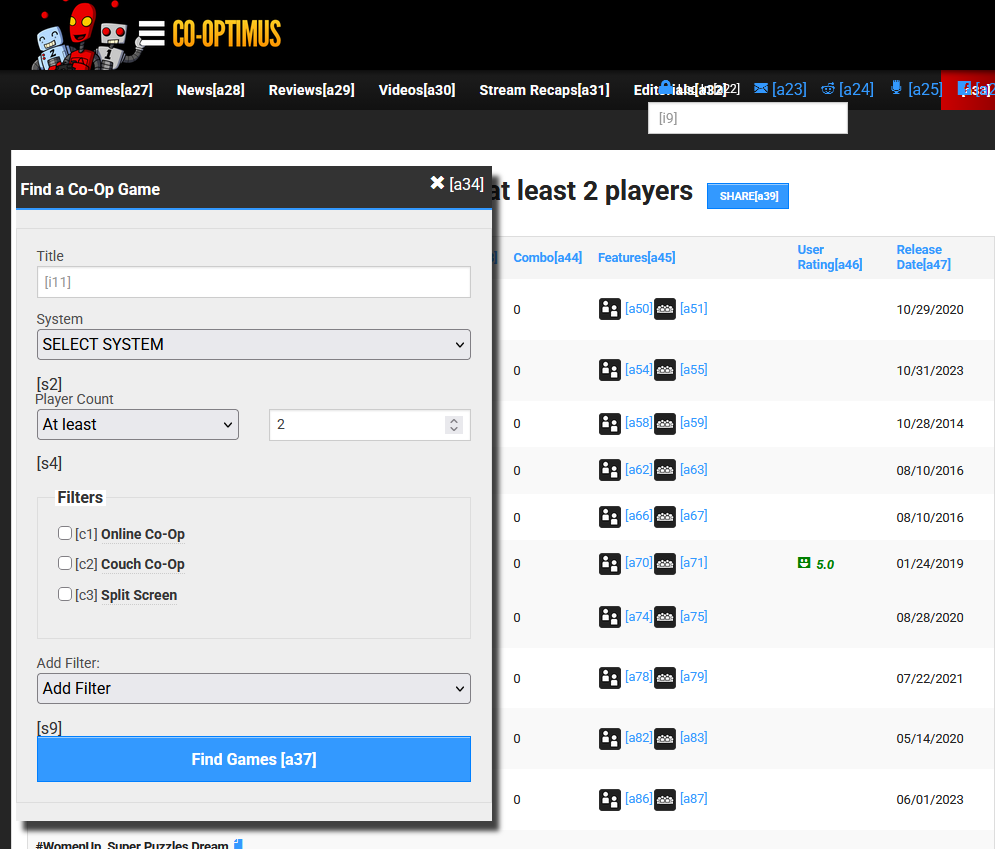 CO-OPTIMUS
Co-Op Games[a27] News[a28] Reviews[a29] Videos[a30] Stream Recaps[a31] [a23] [a24] [a25]
[i9]
Find a Co-Op Game [a34]
at least 2 players SHARE[a39]
Combo[a44] Features[a45] User Rating[a46] Release Date[a47]
Title
[i11]
0 [a50] [a51] 10/29/2020
System
SELECT SYSTEM
0 [a54] [a55] 10/31/2023
[s2]
Player Count
At least 2
0 [a58] [a59] 10/28/2014
[s4]
0 [a62] [a63] 08/10/2016
Filters
0 [a66] [a67] 08/10/2016
[c1] Online Co-Op
[c2] Couch Co-Op
0 [a70] [a71] 5.0 01/24/2019
[c3] Split Screen
0 [a74] [a75] 08/28/2020
Add Filter:
Add Filter
0 [a78] [a79] 07/22/2021
[s9]
0 [a82] [a83] 05/14/2020
Find Games [a37]
0 [a86] [a87] 06/01/2023
#WomenUp, Super Puzzles Dream